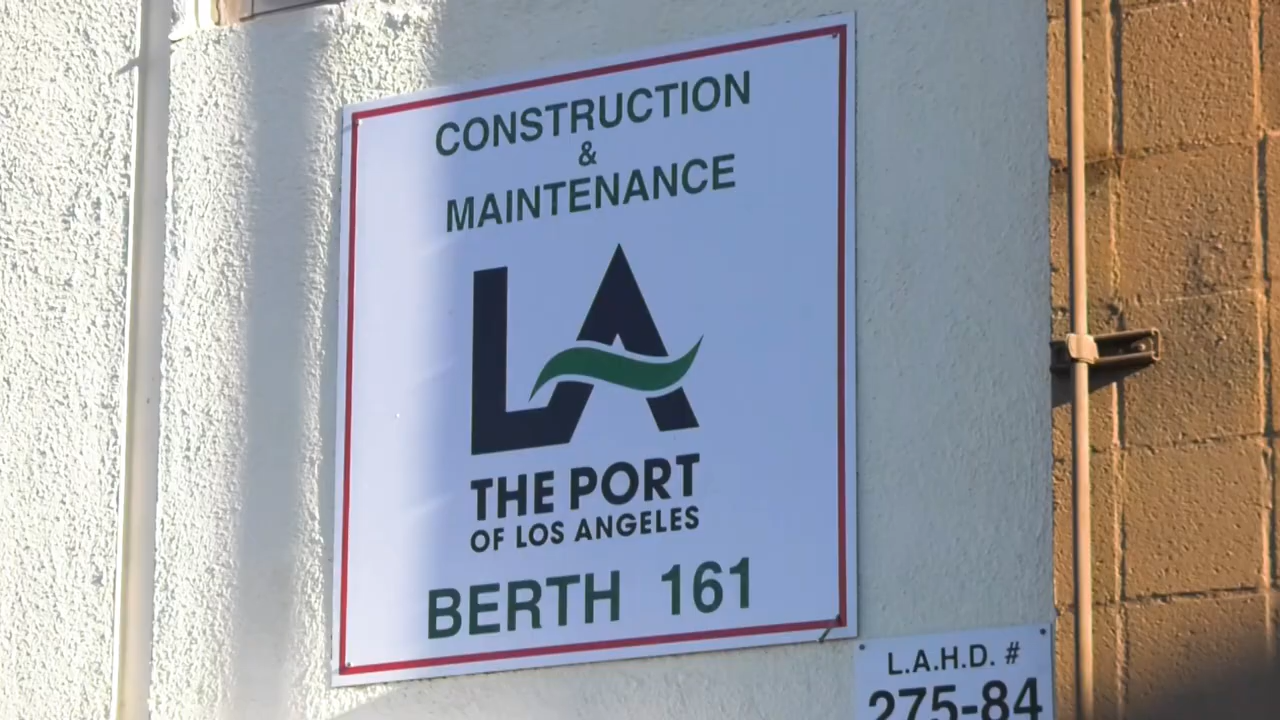 CONSTRUCTION
&
MAINTENANCE
LA
THE PORT
OF LOS ANGELES
BERTH 161
L.A.H.D. #
275-84